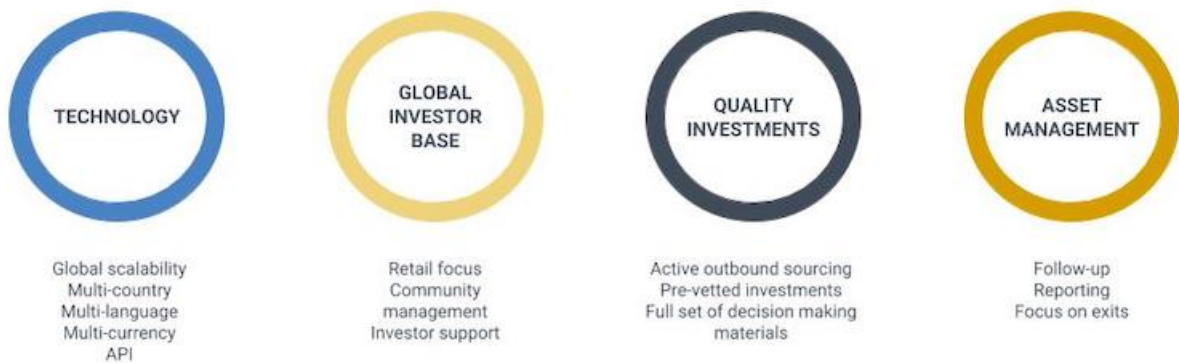 TECHNOLOGY
Global scalability
Multi-country
Multi-language
Multi-currency
API
GLOBAL
INVESTOR
BASE
Retail focus
Community
management
Investor support
QUALITY
INVESTMENTS
Active outbound sourcing
Pre-vetted investments
Full set of decision making
materials
ASSET
MANAGEMENT
Follow-up
Reporting
Focus on exits